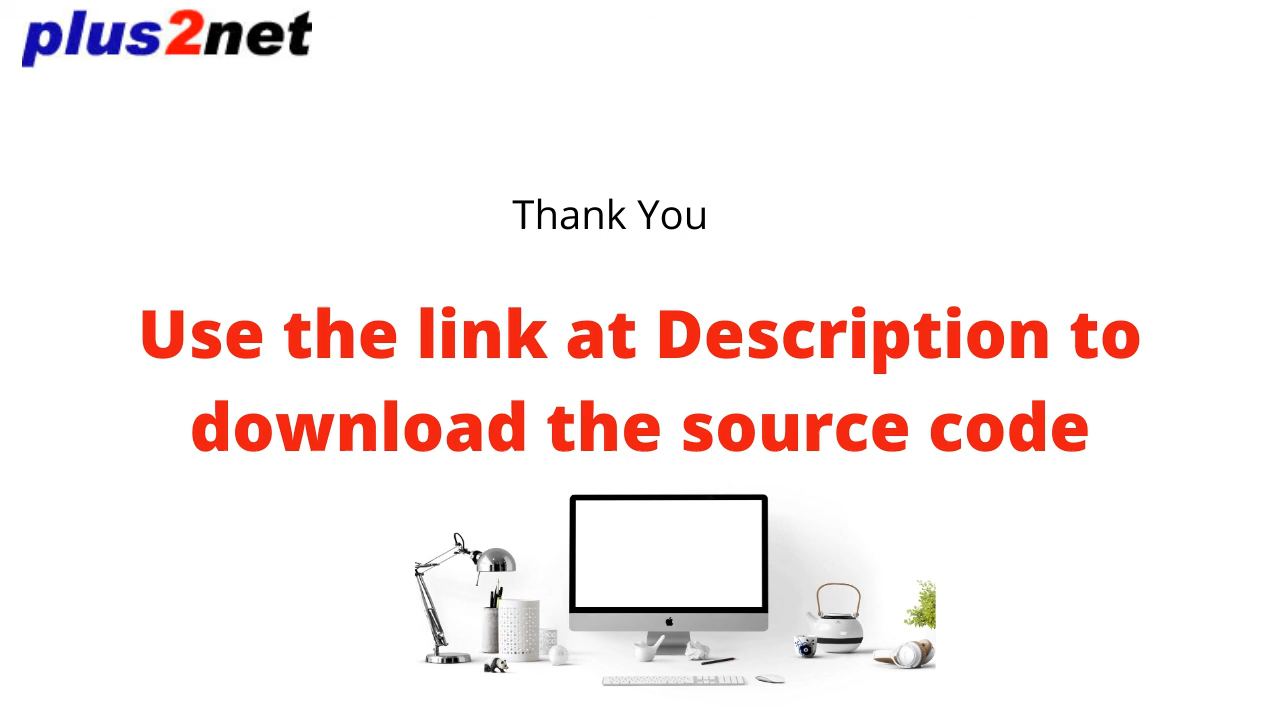 plus2net
Thank You
Use the link at Description to
download the source code